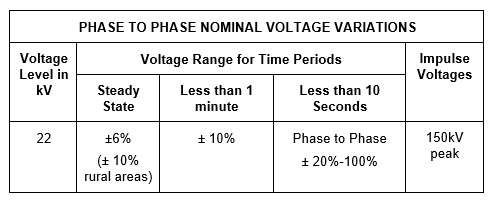 PHASE TO PHASE NOMINAL VOLTAGE VARIATIONS
Voltage Level in kV
Voltage Range for Time Periods
Impulse Voltages
Steady State
Less than 1 minute
Less than 10 Seconds
22
±6%
(± 10% rural areas)
± 10%
Phase to Phase
± 20%-100%
150kV peak